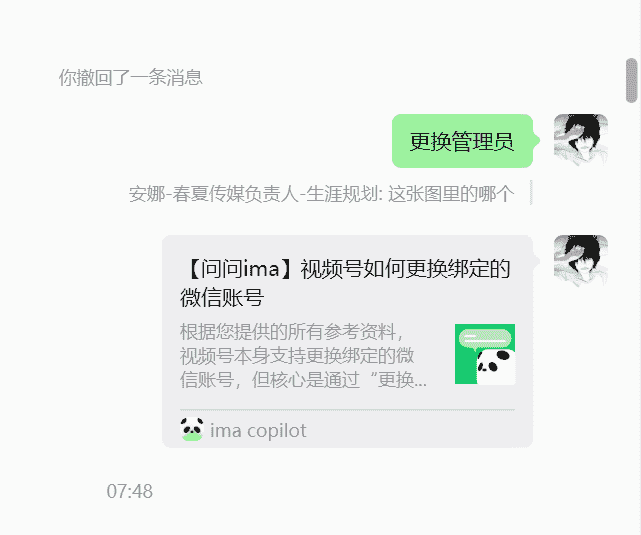 你撤回了一条消息
更换管理员
安娜-春夏传媒负责人-生涯规划: 这张图里的哪个
【问问ima】视频号如何更换绑定的
微信账号
根据您提供的所有参考资料，
视频号本身支持更换绑定的微
信账号，但核心是通过“更换...
ima copilot
07:48